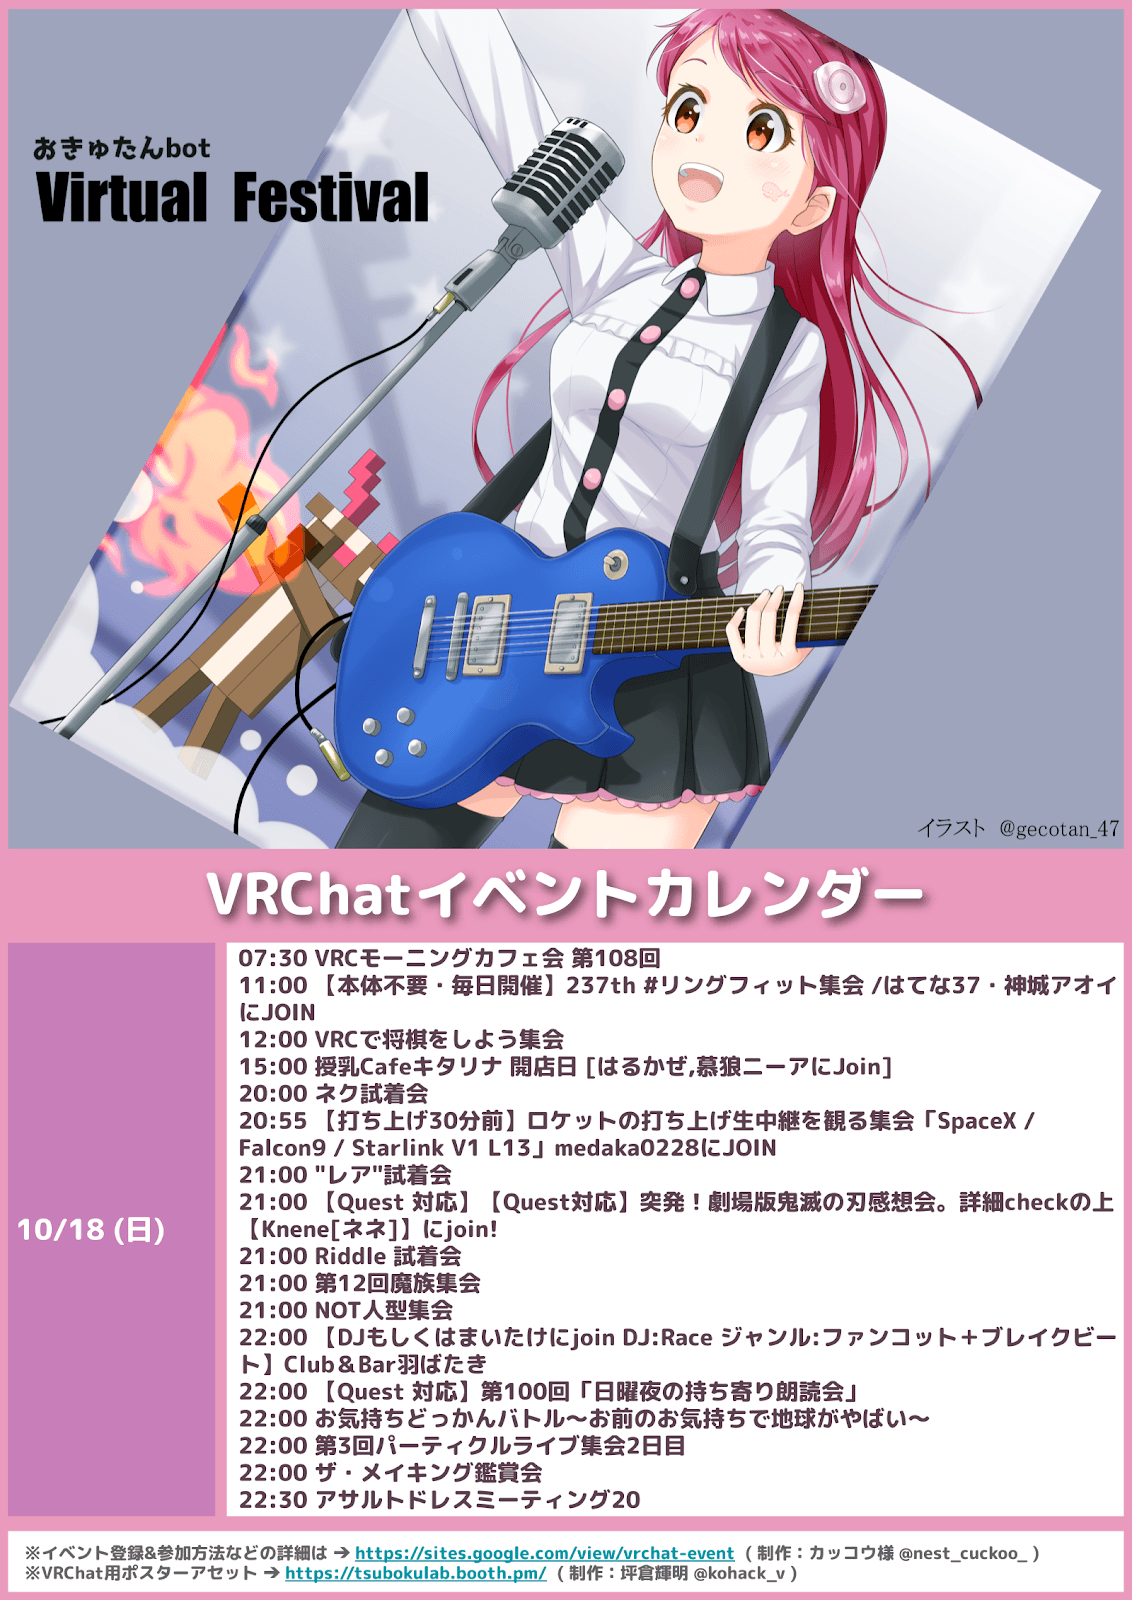 おきゅたんbot
Virtual Festival
イラスト @gecotan_47
VRChatイベントカレンダー
10/18 (日)
07:30 VRCモーニングカフェ会 第108回
11:00 【本体不要・毎日開催】237th #リングフィット集会 /はてな37・神城アオイ
にJOIN
12:00 VRCで将棋をしよう集会
15:00 授乳Cafeキタリナ 開店日 [はるかぜ,慕狼ニーアにJoin]
20:00 ネク試着会
20:55 【打ち上げ30分前】ロケットの打ち上げ生中継を観る集会「SpaceX /
Falcon9 / Starlink V1 L13」medaka0228にJOIN
21:00 "レア"試着会
21:00 【Quest 対応】【Quest対応】突発！劇場版鬼滅の刃感想会。詳細checkの上
【Knene[ネネ]】にjoin!
21:00 Riddle 試着会
21:00 第12回魔族集会
21:00 NOT人型集会
22:00 【DJもしくはまいたけにjoin DJ:Race ジャンル:ファンコット＋ブレイクビー
ト】Club＆Bar羽ばたき
22:00 【Quest 対応】第100回「日曜夜の持ち寄り朗読会」
22:00 お気持ちどっかんバトル〜お前のお気持ちで地球がやばい〜
22:00 第3回パーティクルライブ集会2日目
22:00 ザ・メイキング鑑賞会
22:30 アサルトドレスミーティング20
※イベント登録&参加方法などの詳細は ➔ https://sites.google.com/view/vrchat-event ( 制作：カッコウ様 @nest_cuckoo_ )
※VRChat用ポスターアセット ➔ https://tsubokulab.booth.pm/ ( 制作：坪倉輝明 @kohack_v )